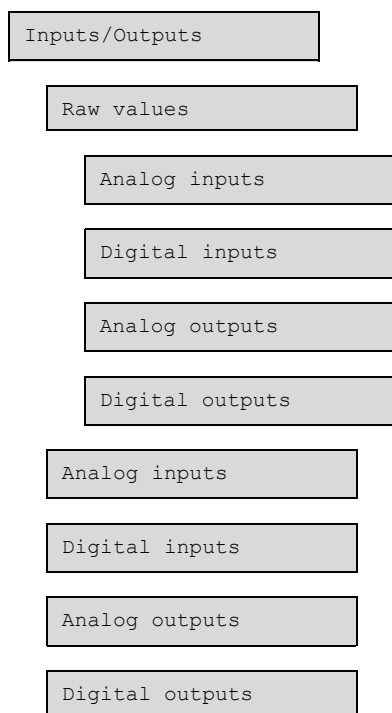 Inputs/Outputs
Raw values
Analog inputs
Digital inputs
Analog outputs
Digital outputs
Analog inputs
Digital inputs
Analog outputs
Digital outputs